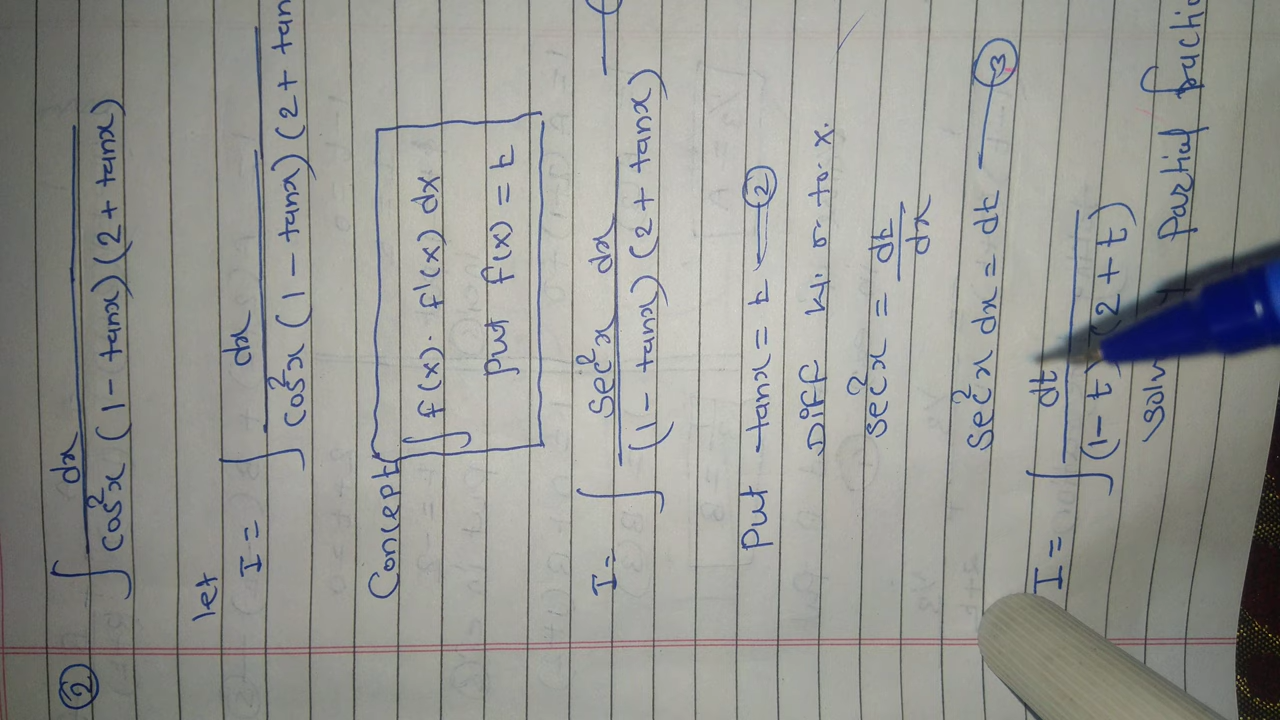 ② ∫ dx / cos²x (1 - tanx) (2 + tanx)
let
I = ∫ dx / cos²x (1 - tanx) (2 + tan
Concept
∫ f(x) · f'(x) dx
put f(x) = t
I = ∫ sec²x dx / (1 - tanx) (2 + tanx)
Put tanx = t — ②
Diff w.r to x.
sec²x = dt / dx
sec²x dx = dt — ③
I = ∫ dt / (1 - t) (2 + t)
Partial